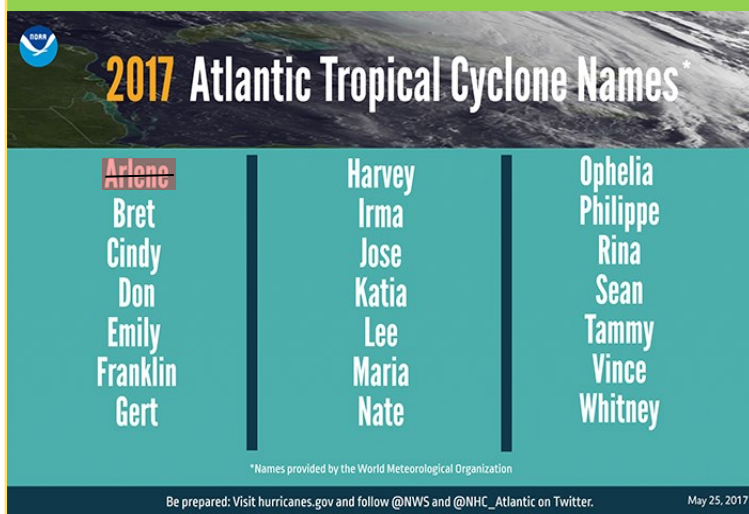 NOAA
2017 Atlantic Tropical Cyclone Names*
Arlene
Bret
Cindy
Don
Emily
Franklin
Gert
Harvey
Irma
Jose
Katia
Lee
Maria
Nate
Ophelia
Philippe
Rina
Sean
Tammy
Vince
Whitney
*Names provided by the World Meteorological Organization
Be prepared: Visit hurricanes.gov and follow @NWS and @NHC_Atlantic on Twitter.
May 25, 2017